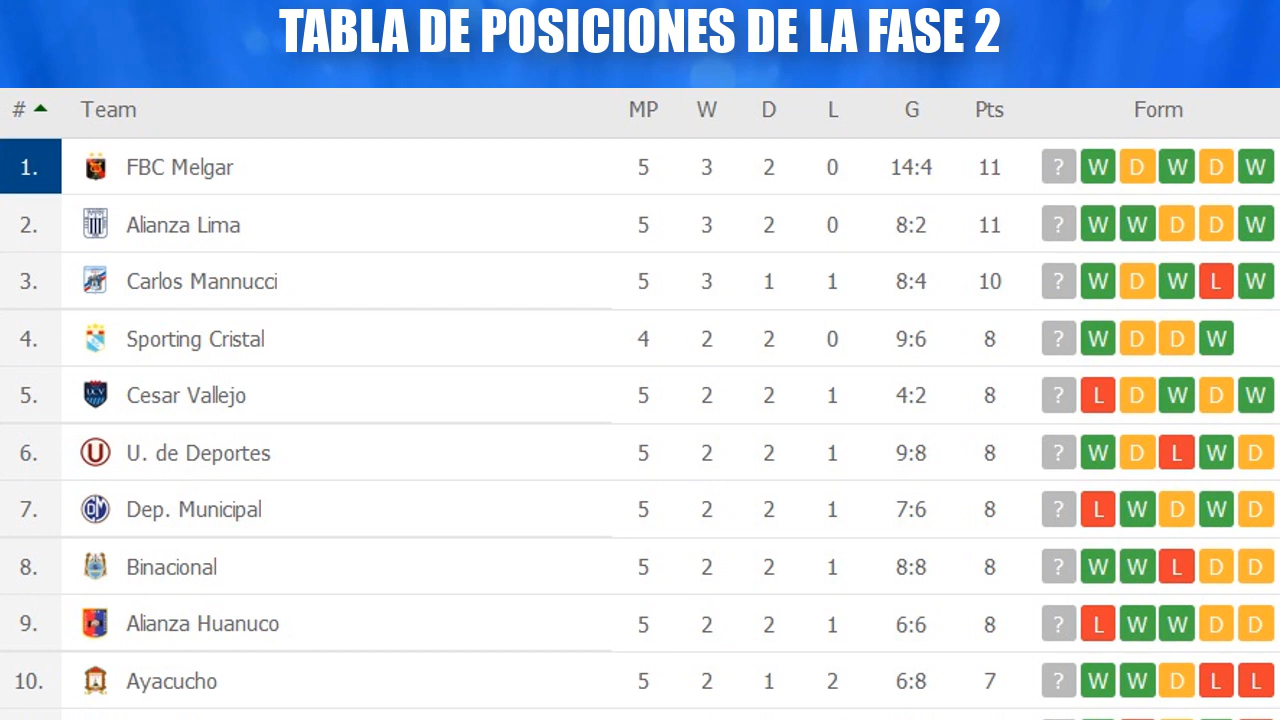 TABLA DE POSICIONES DE LA FASE 2
# Team MP W D L G Pts Form
1. FBC Melgar 5 3 2 0 14:4 11 ? W D W D W
2. Alianza Lima 5 3 2 0 8:2 11 ? W W D D W
3. Carlos Mannucci 5 3 1 1 8:4 10 ? W D W L W
4. Sporting Cristal 4 2 2 0 9:6 8 ? W D D W
5. Cesar Vallejo 5 2 2 1 4:2 8 ? L D W D W
6. U. de Deportes 5 2 2 1 9:8 8 ? W D L W D
7. Dep. Municipal 5 2 2 1 7:6 8 ? L W D W D
8. Binacional 5 2 2 1 8:8 8 ? W W L D D
9. Alianza Huanuco 5 2 2 1 6:6 8 ? L W W D D
10. Ayacucho 5 2 1 2 6:8 7 ? W W D L L